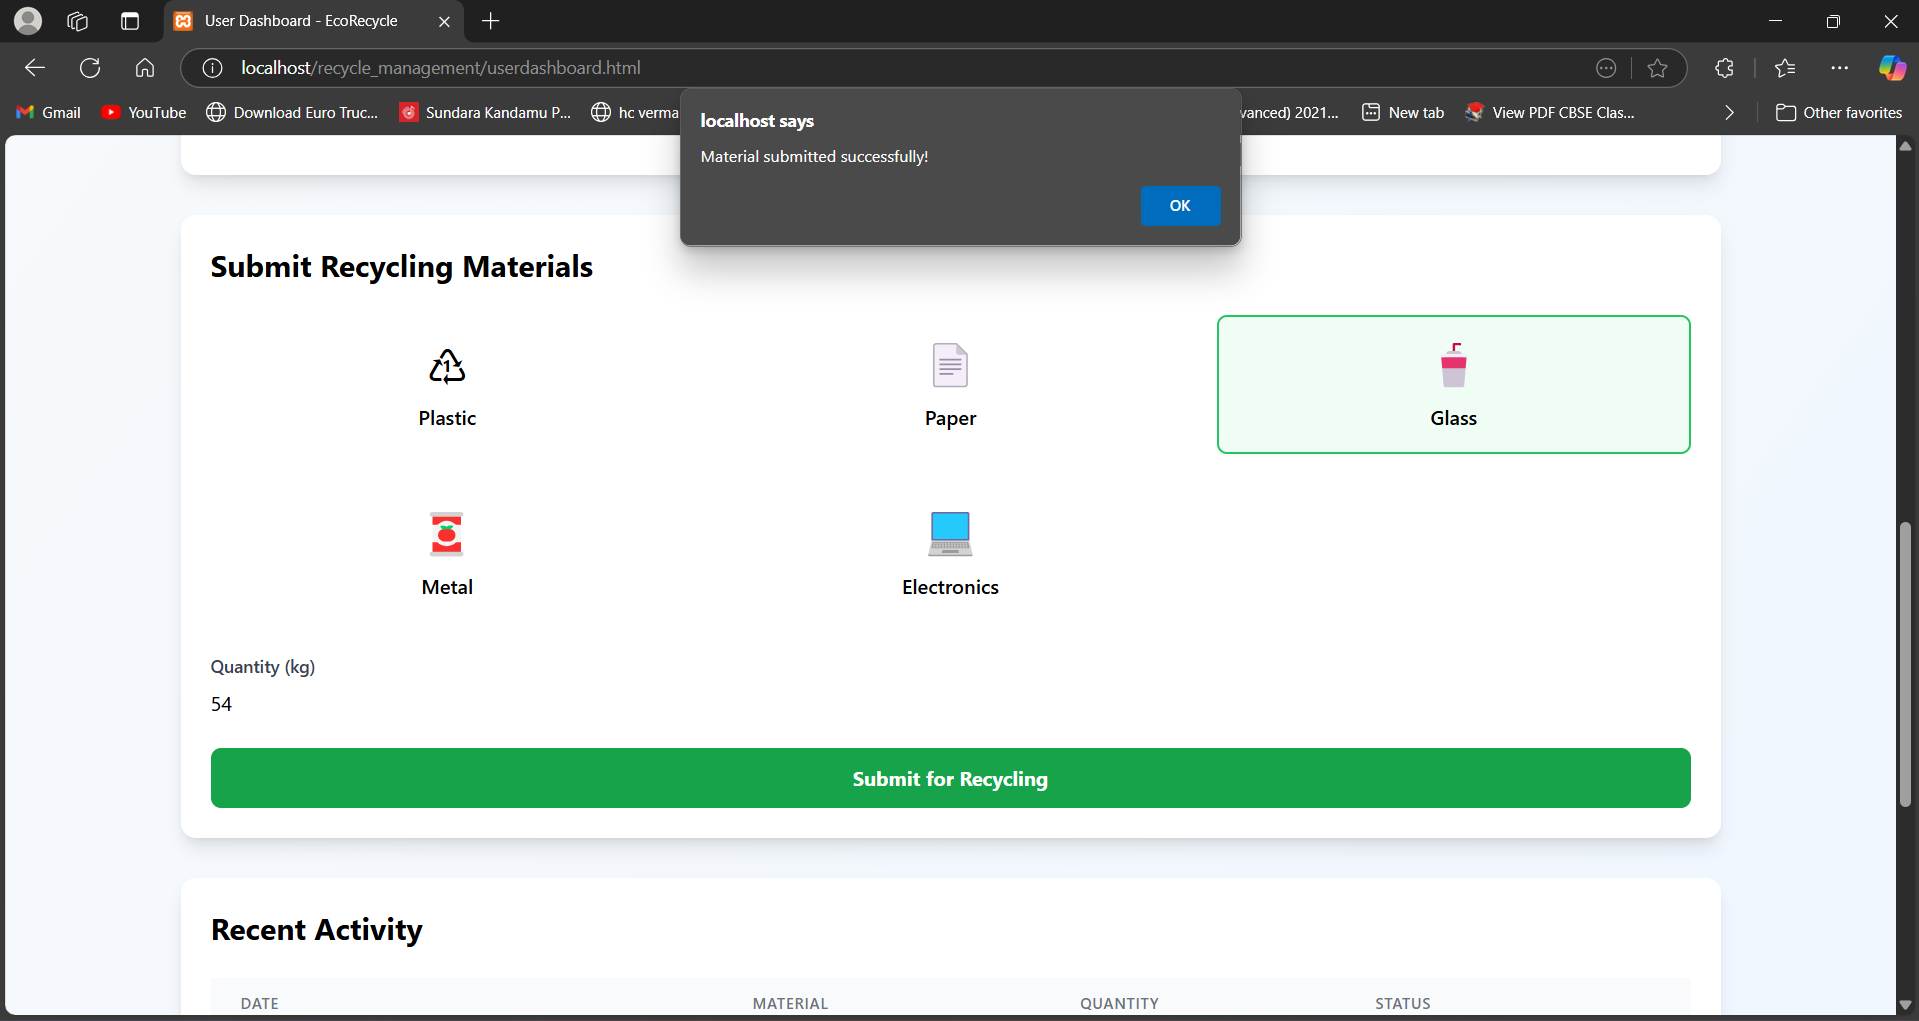 User Dashboard - EcoRecycle
localhost/recycle_management/userdashboard.html
Gmail
YouTube
Download Euro Truc...
Sundara Kandamu P...
hc verma
vanced) 2021...
New tab
View PDF CBSE Clas...
Other favorites
localhost says
Material submitted successfully!
OK
Submit Recycling Materials
1
Plastic
Paper
Glass
Metal
Electronics
Quantity (kg)
54
Submit for Recycling
Recent Activity
DATE MATERIAL QUANTITY STATUS